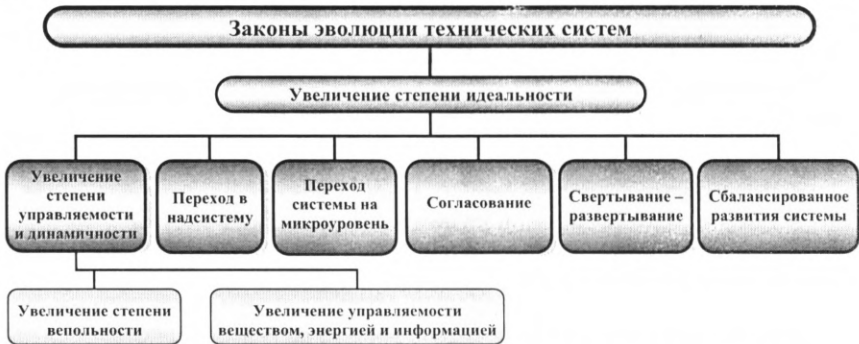 Законы эволюции технических систем
Увеличение степени идеальности
Увеличение
степени
управляемости
и динамичности
Переход в
надсистему
Переход
системы на
микроуровень
Согласование
Свертывание –
развертывание
Сбалансированное
развития системы
Увеличение степени
вепольности
Увеличение управляемости
веществом, энергией и информацией